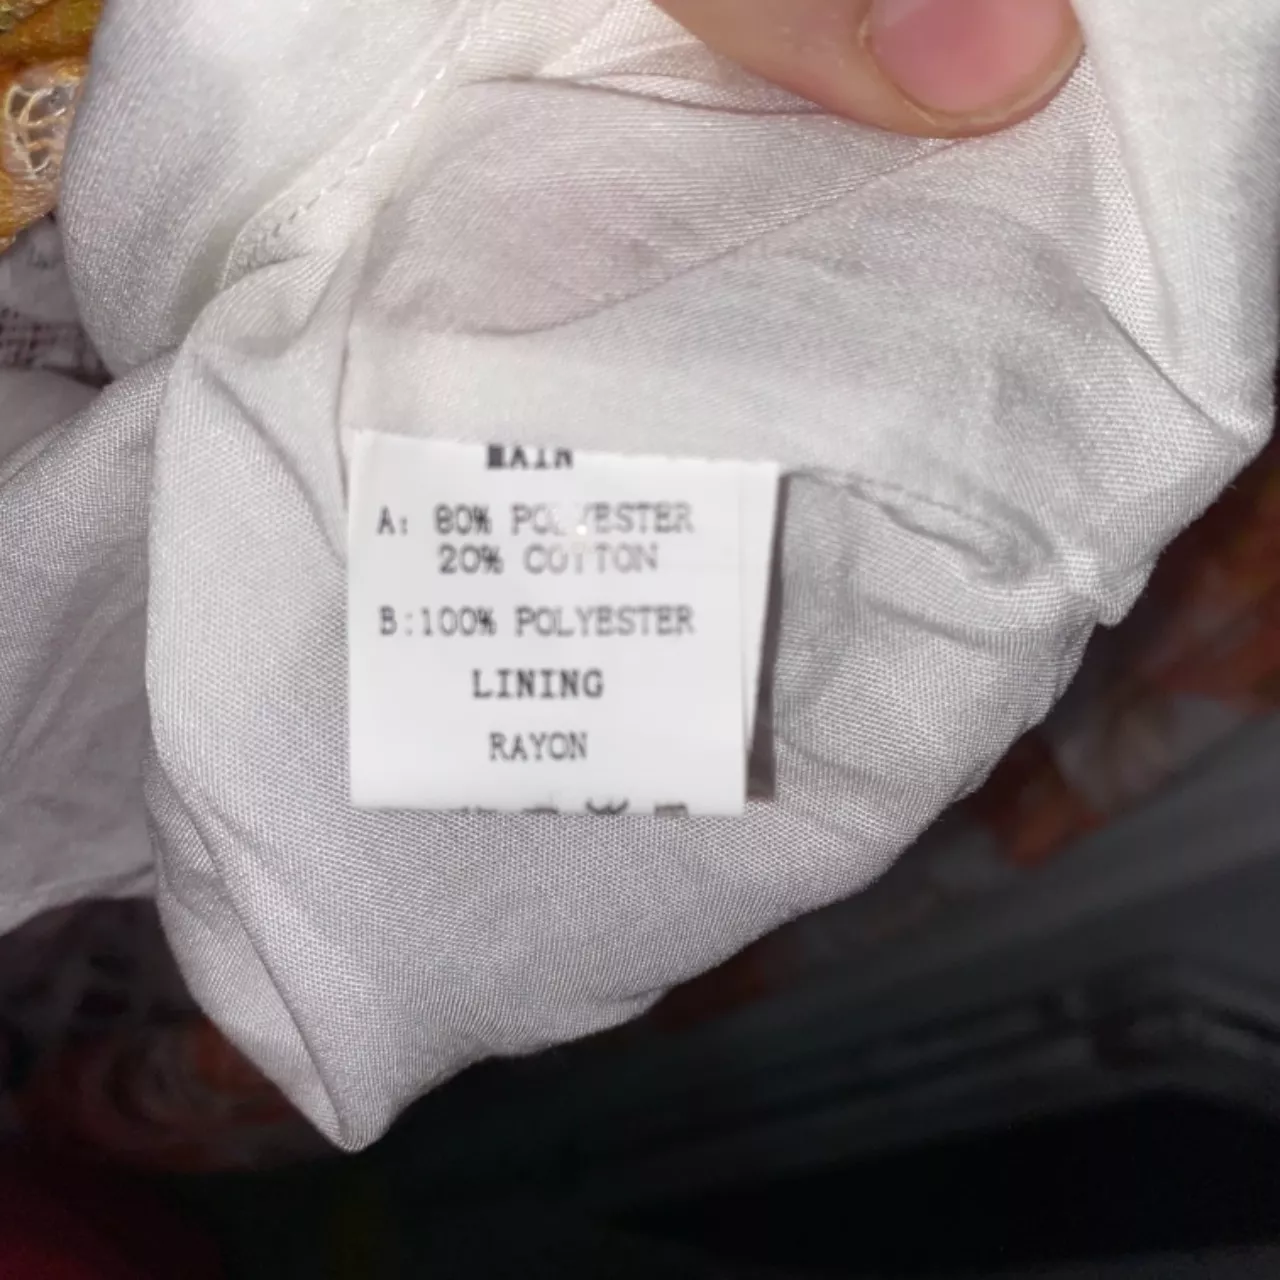 MAIN
A: 80% POLYESTER
20% COTTON
B:100% POLYESTER
LINING
RAYON